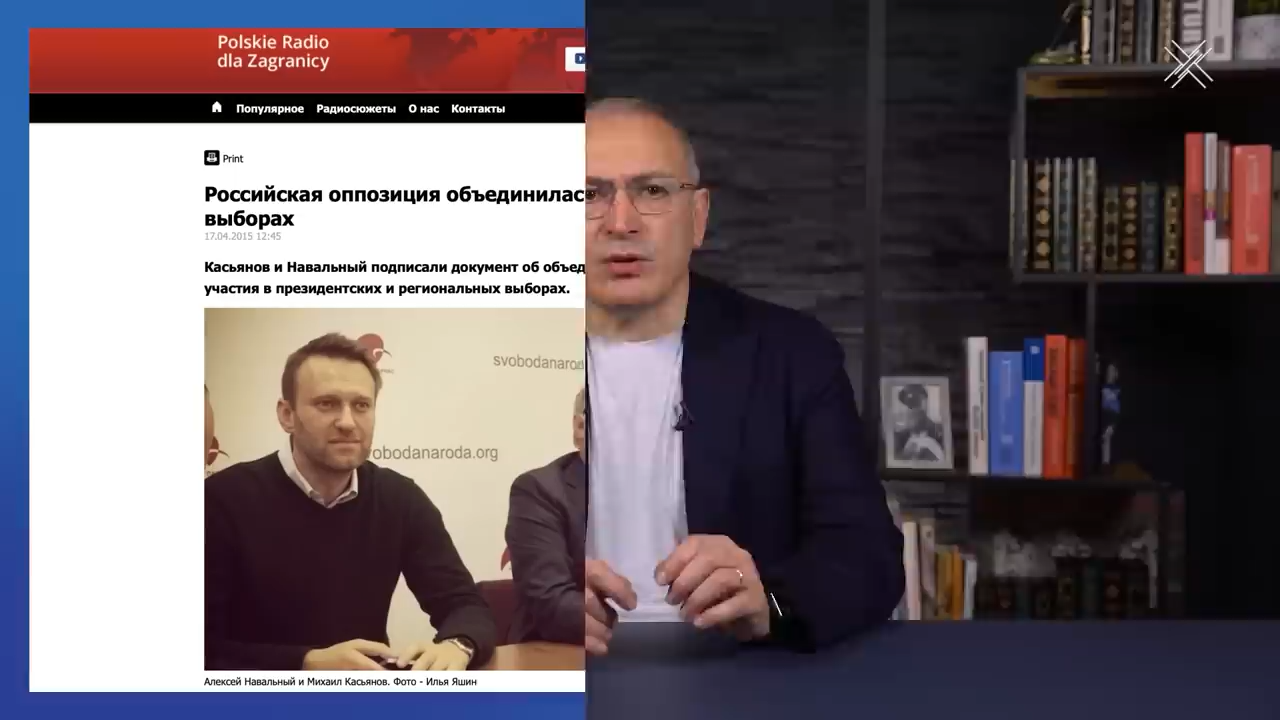 Polskie Radio
dla Zagranicy
Популярное Радиосюжеты О нас Контакты
Print
Российская оппозиция объединилас
выборах
17.04.2015 12:45
Касьянов и Навальный подписали документ об объед
участия в президентских и региональных выборах.
svobodanarod
vobodanaroda.org
Алексей Навальный и Михаил Касьянов. Фото - Илья Яшин